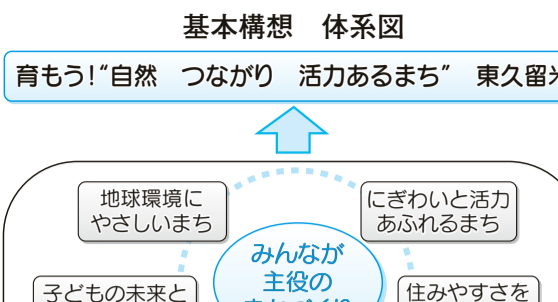 基本構想　体系図
育もう!“自然　つながり　活力あるまち”　東久留
地球環境に
やさしいまち
にぎわいと活力
あふれるまち
みんなが
主役の
子どもの未来と
住みやすさを